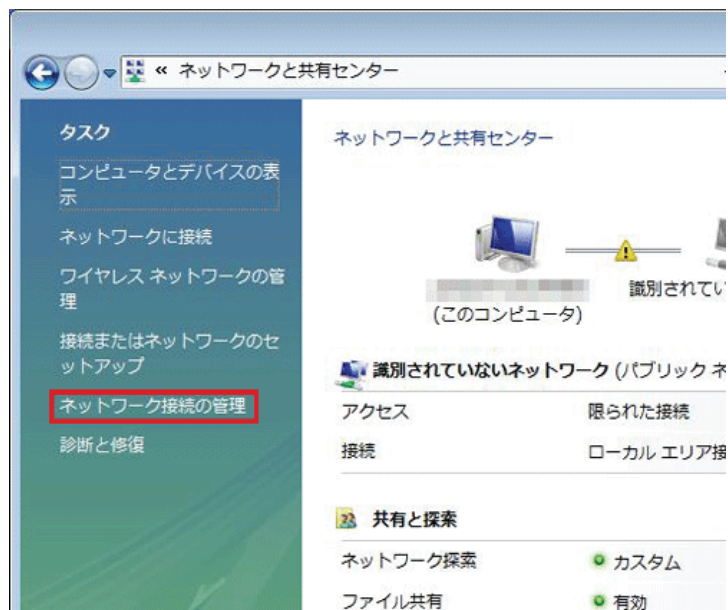 « ネットワークと共有センター
タスク
コンピュータとデバイスの表
示
ネットワークに接続
ワイヤレス ネットワークの管
理
接続またはネットワークのセ
ットアップ
ネットワーク接続の管理
診断と修復
ネットワークと共有センター
識別されてい
(このコンピュータ)
識別されていないネットワーク (パブリック ネ
アクセス 限られた接続
接続 ローカル エリア接
共有と探索
ネットワーク探索 カスタム
ファイル共有 有効